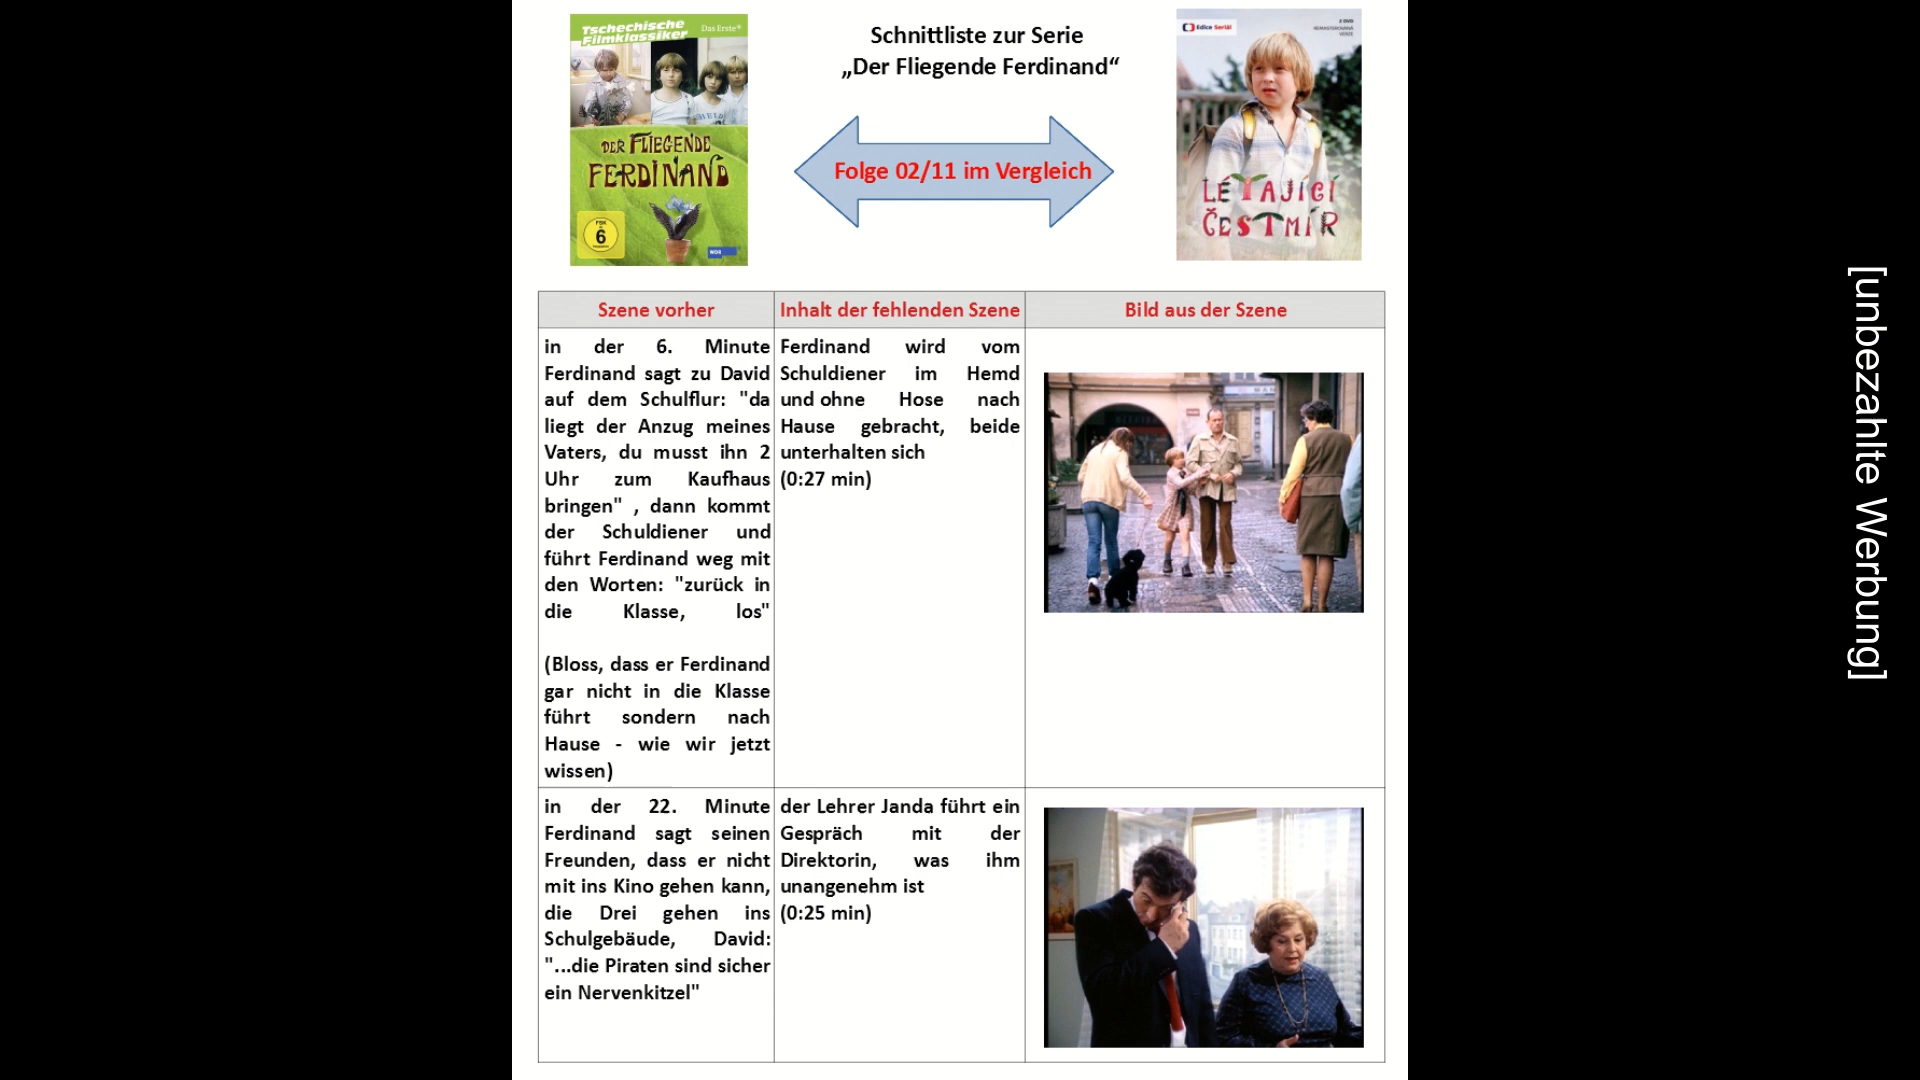 Tschechische
Filmklassiker
Das Erste
DER FLIEGENDE
FERDINAND
FSK
6
WDR
Schnittliste zur Serie
„Der Fliegende Ferdinand“
Folge 02/11 im Vergleich
Edice Seriál
2 DVD
REMASTEROVANÁ
VERZE
LÉTAJÍCÍ
ČESTMÍR
Szene vorher
Inhalt der fehlenden Szene
Bild aus der Szene
in der 6. Minute
Ferdinand sagt zu David
auf dem Schulflur: "da
liegt der Anzug meines
Vaters, du musst ihn 2
Uhr zum Kaufhaus
bringen" , dann kommt
der Schuldiener und
führt Ferdinand weg mit
den Worten: "zurück in
die Klasse, los"
(Bloss, dass er Ferdinand
gar nicht in die Klasse
führt sondern nach
Hause - wie wir jetzt
wissen)
Ferdinand wird vom
Schuldiener im Hemd
und ohne Hose nach
Hause gebracht, beide
unterhalten sich
(0:27 min)
in der 22. Minute
Ferdinand sagt seinen
Freunden, dass er nicht
mit ins Kino gehen kann,
die Drei gehen ins
Schulgebäude, David:
"...die Piraten sind sicher
ein Nervenkitzel"
der Lehrer Janda führt ein
Gespräch mit der
Direktorin, was ihm
unangenehm ist
(0:25 min)
[unbezahlte Werbung]